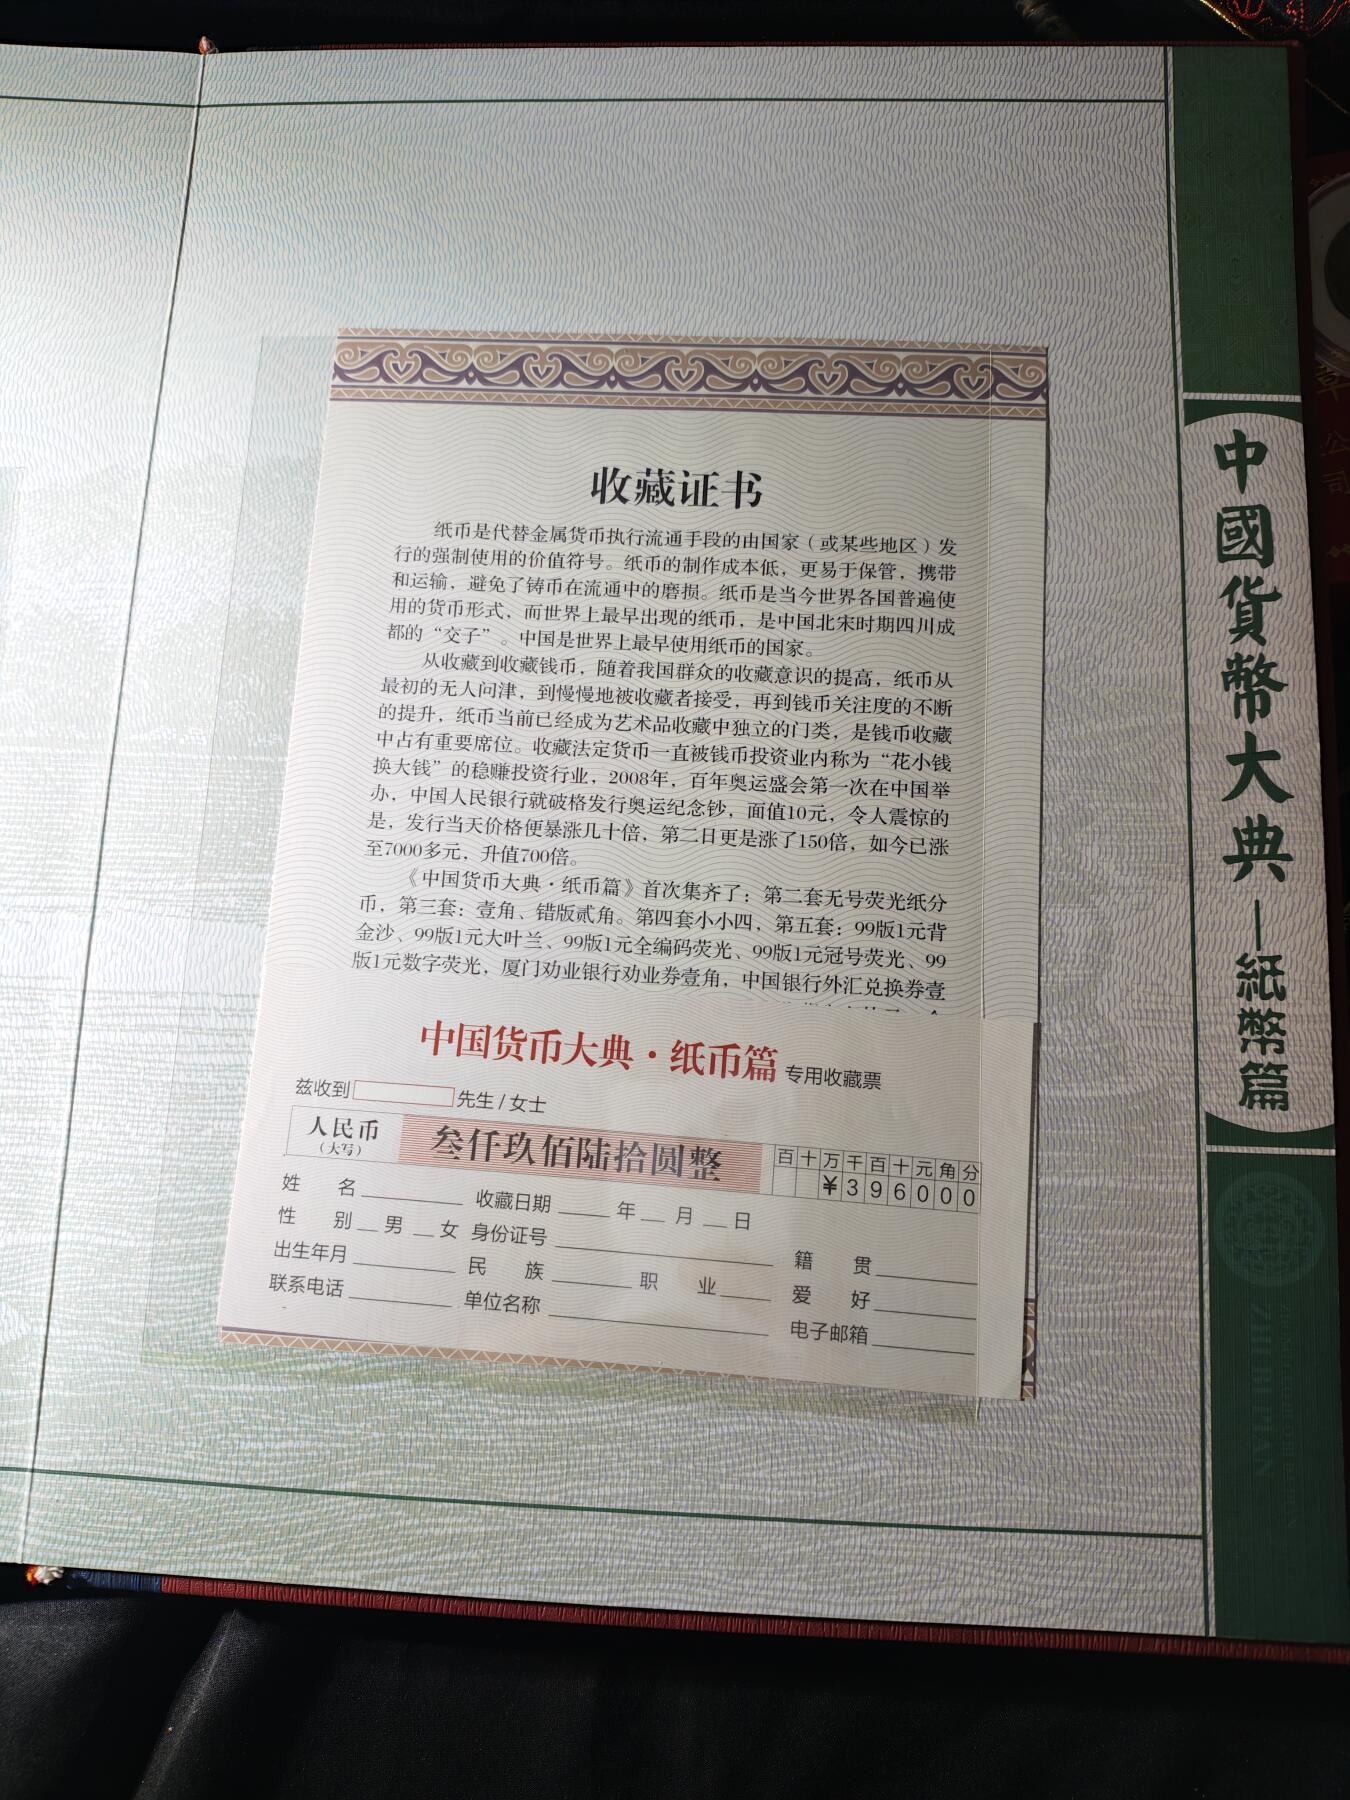 收藏证书
纸币是代替金属货币执行流通手段的由国家（或某些地区）发
行的强制使用的价值符号。纸币的制作成本低，更易于保管，携带
和运输，避免了铸币在流通中的磨损。纸币是当今世界各国普遍使
用的货币形式，而世界上最早出现的纸币，是中国北宋时期四川成
都的“交子”。中国是世界上最早使用纸币的国家。
从收藏到收藏钱币，随着我国群众的收藏意识的提高，纸币从
最初的无人问津，到慢慢地被收藏者接受，再到钱币关注度的不断
的提升，纸币当前已经成为艺术品收藏中独立的门类，是钱币收藏
中占有重要席位。收藏法定货币一直被钱币投资业内称为“花小钱
换大钱”的稳赚投资行业，2008年，百年奥运盛会第一次在中国举
办，中国人民银行就破格发行奥运纪念钞，面值10元，令人震惊的
是，发行当天价格便暴涨几十倍，第二日更是涨了150倍，如今已涨
至7000多元，升值700倍。
《中国货币大典·纸币篇》首次集齐了：第二套无号荧光纸分
币，第三套：壹角、错版贰角。第四套小小四，第五套：99版1元背
金沙、99版1元大叶兰、99版1元全编码荧光、99版1元冠号荧光、99
版1元数字荧光，厦门劝业银行劝业券壹角，中国银行外汇兑换券壹
中国货币大典·纸币篇 专用收藏票
兹收到 先生/女士
人民币
（大写）
叁仟玖佰陆拾圆整
百十万千百十元角分
¥396000
姓名 收藏日期 年 月 日
性别 男 女 身份证号 籍贯
出生年月 民族 职业 爱好
联系电话 单位名称 电子邮箱
中國貨幣大典—紙幣篇
ZHI BI PIAN
章
公司